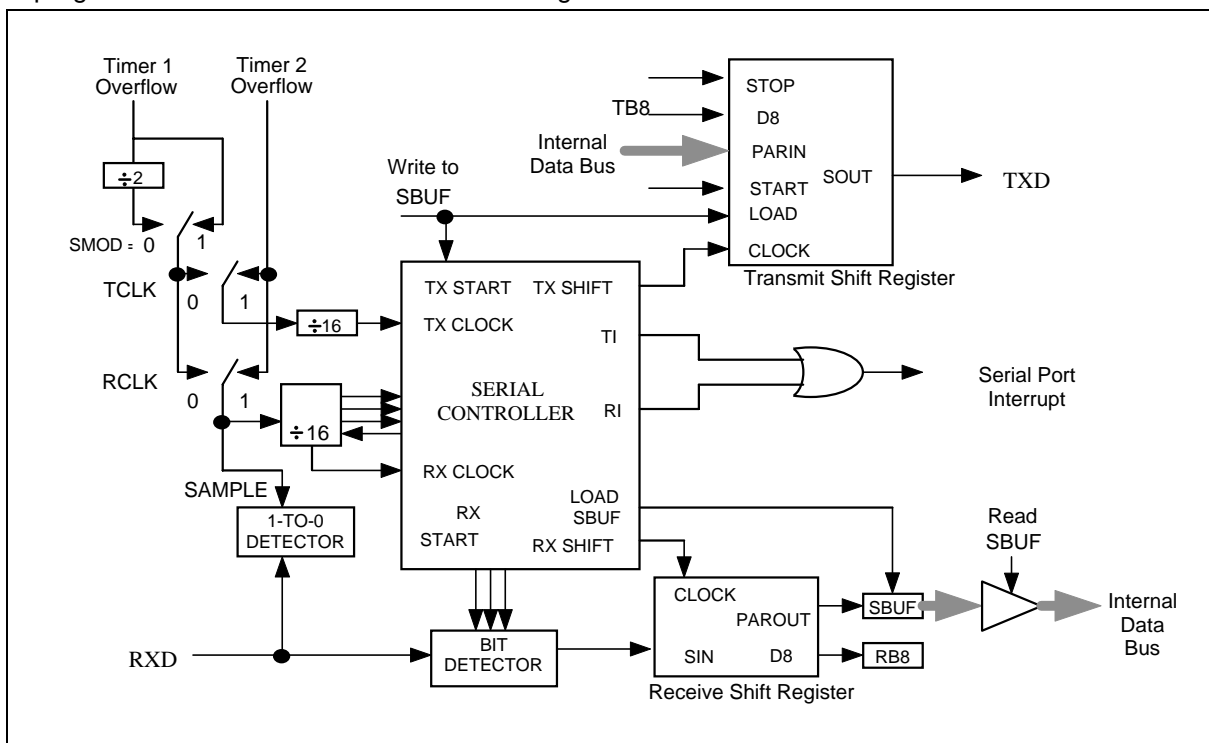 Timer 1
Overflow
Timer 2
Overflow
÷2
SMOD = 0
1
TCLK
0
1
÷16
RCLK
0
1
÷16
SAMPLE
1-TO-0
DETECTOR
RXD
Write to
SBUF
TX START
TX SHIFT
TX CLOCK
TI
SERIAL
CONTROLLER
RI
RX CLOCK
LOAD
SBUF
RX
START
RX SHIFT
BIT
DETECTOR
TB8
Internal
Data Bus
STOP
D8
PARIN
SOUT
START
LOAD
CLOCK
Transmit Shift Register
TXD
Serial Port
Interrupt
CLOCK
PAROUT
SIN
D8
Receive Shift Register
SBUF
RB8
Read
SBUF
Internal
Data
Bus